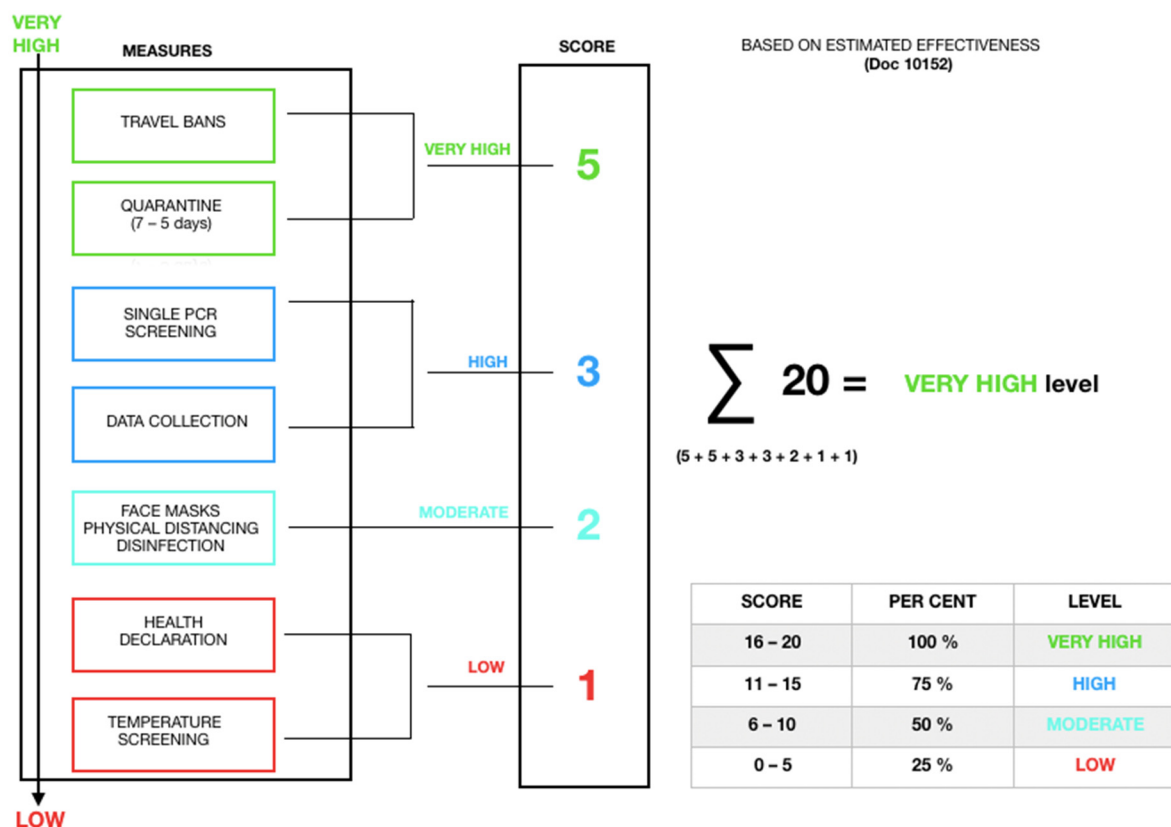 VERY
HIGH
MEASURES
SCORE
BASED ON ESTIMATED EFFECTIVENESS
(Doc 10152)
TRAVEL BANS
VERY HIGH
5
QUARANTINE
(7 – 5 days)
SINGLE PCR
SCREENING
HIGH
3
DATA COLLECTION
∑ 20 = VERY HIGH level
(5 + 5 + 3 + 3 + 2 + 1 + 1)
FACE MASKS
PHYSICAL DISTANCING
DISINFECTION
MODERATE
2
HEALTH
DECLARATION
LOW
1
TEMPERATURE
SCREENING
LOW
SCORE PER CENT LEVEL
16 – 20 100 % VERY HIGH
11 – 15 75 % HIGH
6 – 10 50 % MODERATE
0 – 5 25 % LOW